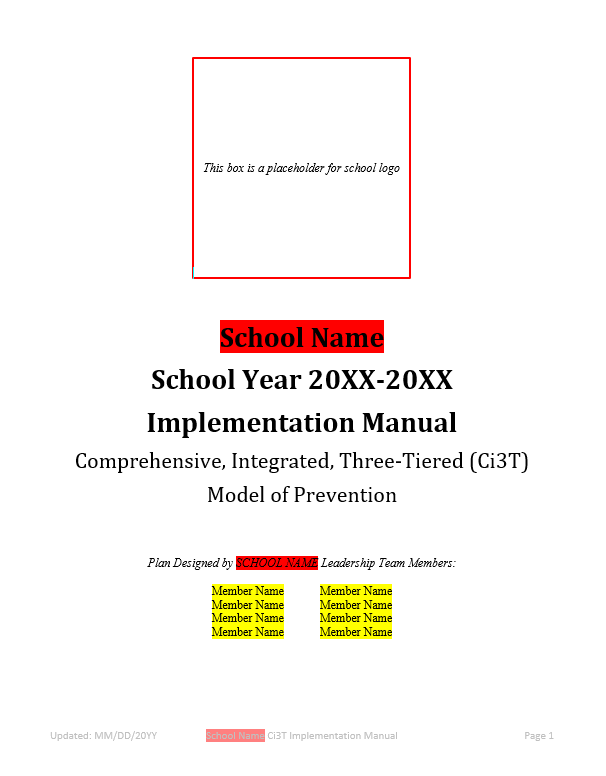 This box is a placeholder for school logo
School Name
School Year 20XX-20XX
Implementation Manual
Comprehensive, Integrated, Three-Tiered (Ci3T)
Model of Prevention
Plan Designed by SCHOOL NAME Leadership Team Members:
Member Name Member Name
Member Name Member Name
Member Name Member Name
Member Name Member Name
Updated: MM/DD/20YY School Name Ci3T Implementation Manual Page 1